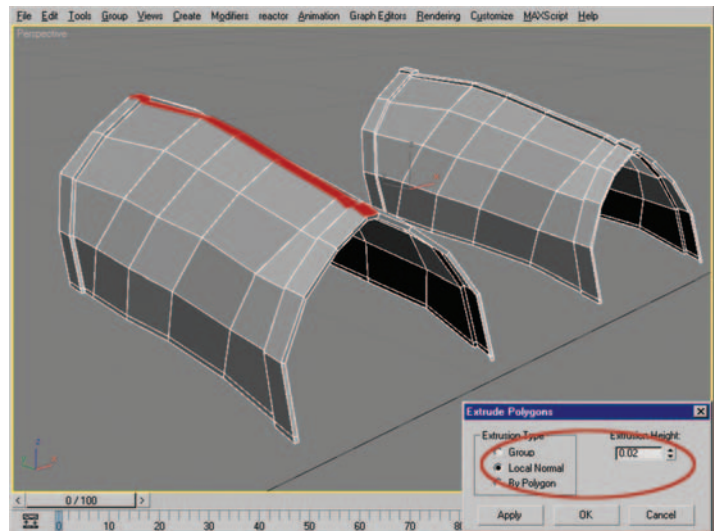 File Edit Tools Group Views Create Modifiers reactor Animation Graph Editors Rendering Customize MAXScript Help
Perspective
Extrude Polygons
Extrusion Type
Extrusion Height:
Group
0.02
Local Normal
By Polygon
Apply OK Cancel
0 / 100
0 10 20 30 40 50 60 70
z